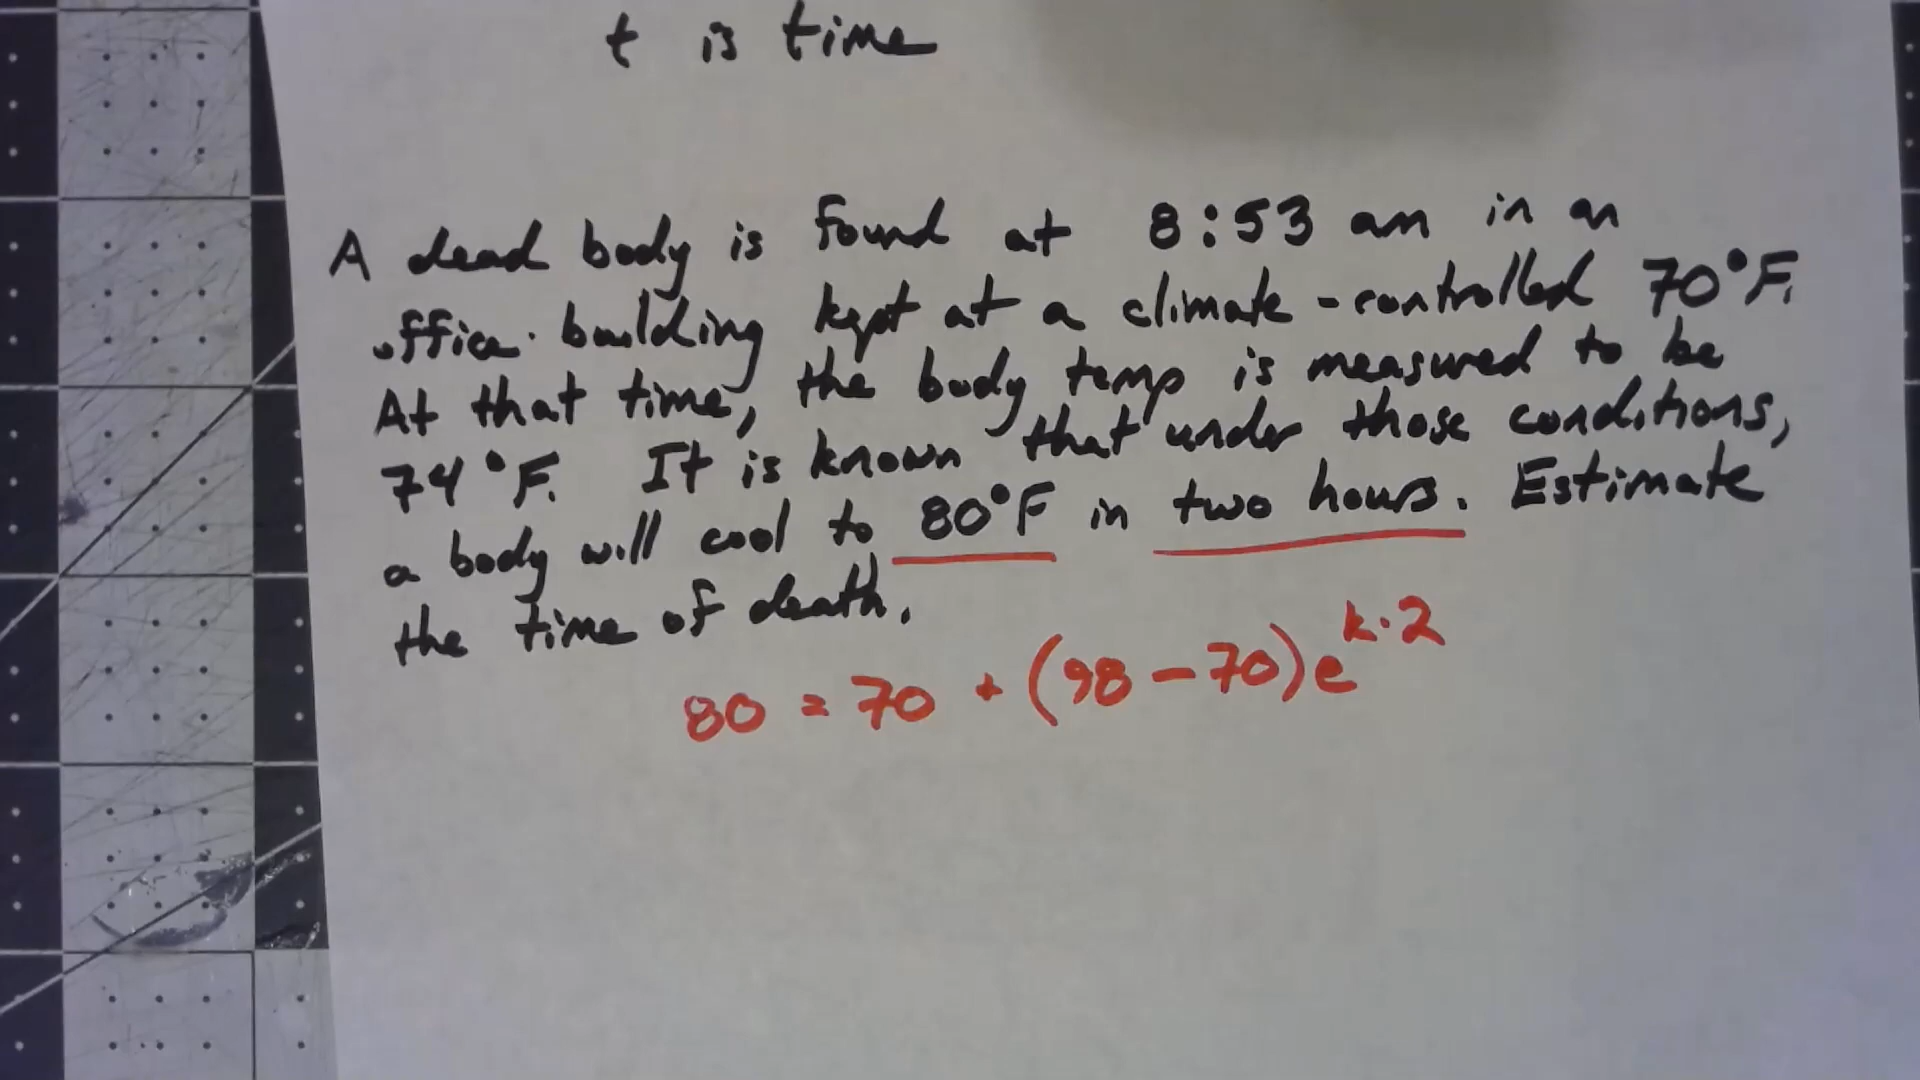 t is time
A dead body is found at 8:53 am in an
office building kept at a climate-controlled 70°F.
At that time, the body temp is measured to be
74°F. It is known that under those conditions,
a body will cool to 80°F in two hours. Estimate
the time of death.
80 = 70 + (98 - 70)e^k·2